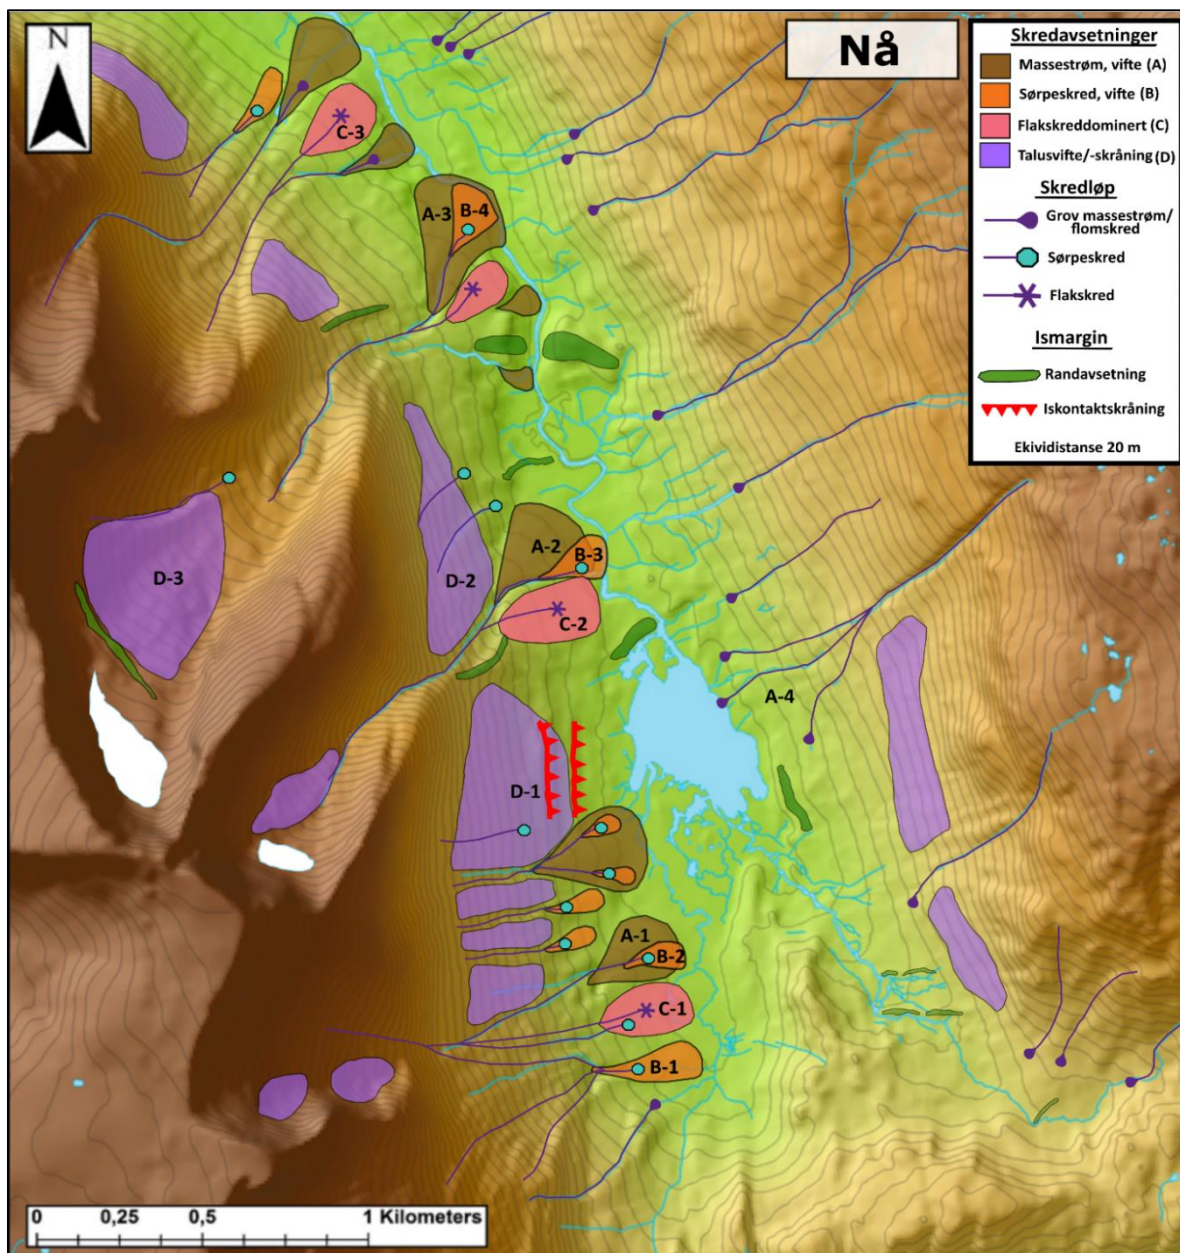 N
Nå
Skredavsetninger
Massestrøm, vifte (A)
Sørpeskred, vifte (B)
Flakskreddominert (C)
Talusvifte/-skråning (D)
Skredløp
Grov massestrøm/
flomskred
Sørpeskred
Flakskred
Ismargin
Randavsetning
Iskontaktskråning
Ekividistanse 20 m
C-3
A-3
B-4
A-2
B-3
D-3
D-2
C-2
A-4
D-1
A-1
B-2
C-1
B-1
0 0,25 0,5 1 Kilometers